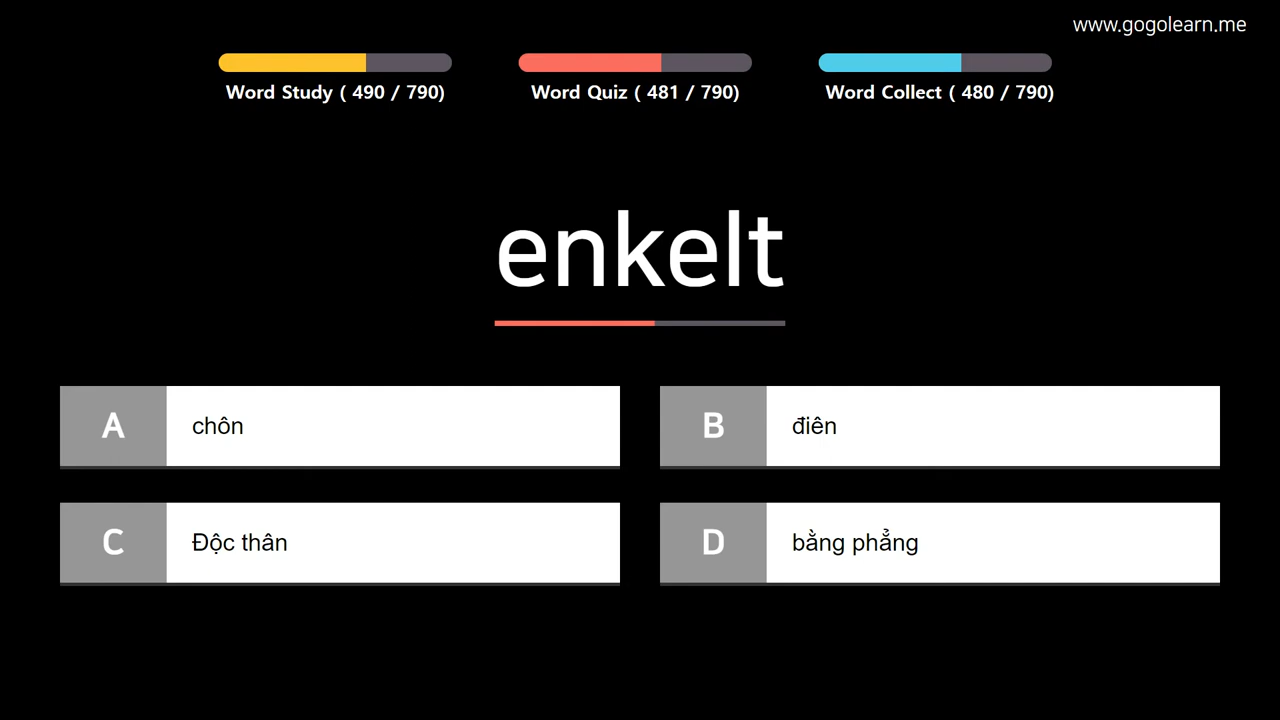 www.gogolearn.me
Word Study ( 490 / 790)
Word Quiz ( 481 / 790)
Word Collect ( 480 / 790)
enkelt
A chôn
B điên
C Độc thân
D bằng phẳng